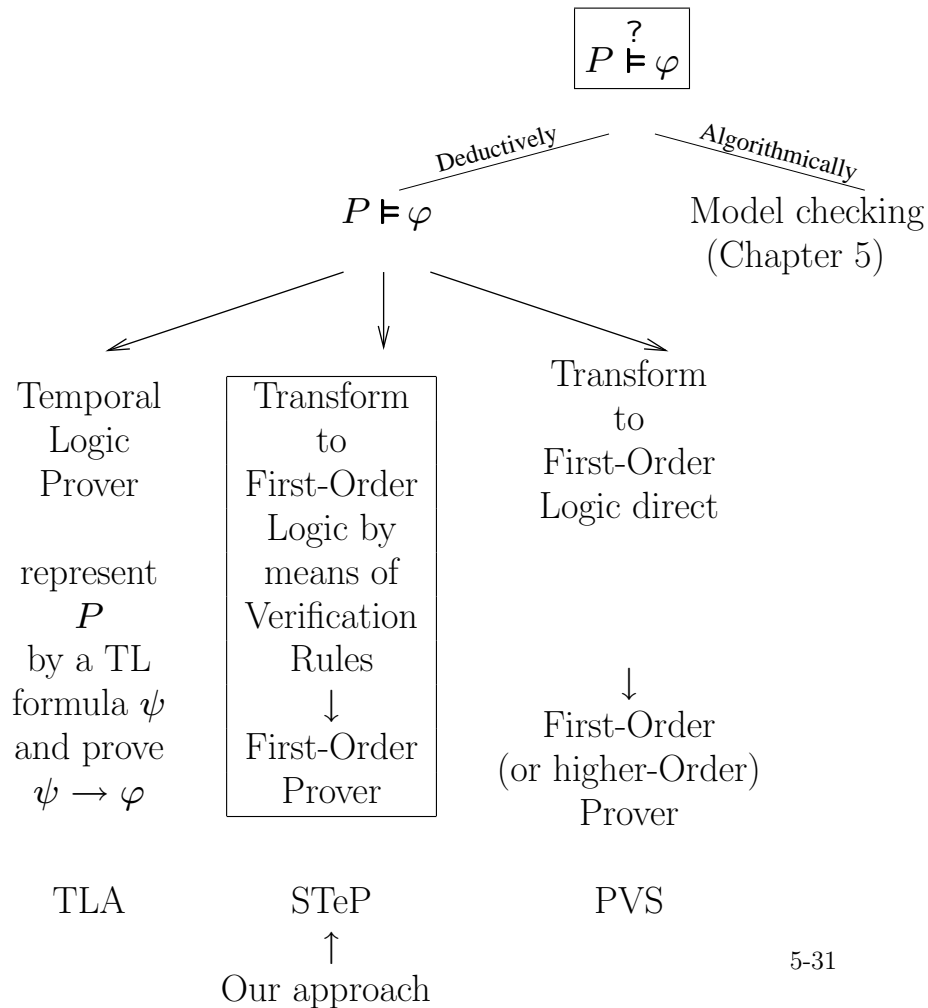 ?
P ⊨ φ
Deductively
Algorithmically
P ⊨ φ
Model checking
(Chapter 5)
Temporal
Logic
Prover
represent
P
by a TL
formula ψ
and prove
ψ → φ
TLA
Transform
to
First-Order
Logic by
means of
Verification
Rules
↓
First-Order
Prover
STeP
↑
Our approach
Transform
to
First-Order
Logic direct
↓
First-Order
(or higher-Order)
Prover
PVS
5-31